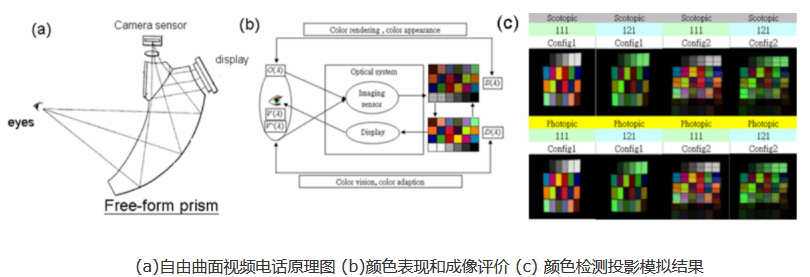 (a)
Camera sensor
display
eyes
Free-form prism
(b)
Color rendering , color appearance
O(λ)
Optical system
Imaging sensor
S(λ)
V(λ)
V'(λ)
Display
D(λ)
Color vision, color adaption
(c)
Scotopic Scotopic Scotopic Scotopic
111 121 111 121
Config1 Config1 Config2 Config2
Photopic Photopic Photopic Photopic
111 121 111 121
Config1 Config1 Config2 Config2
(a)自由曲面视频电话原理图 (b)颜色表现和成像评价 (c) 颜色检测投影模拟结果